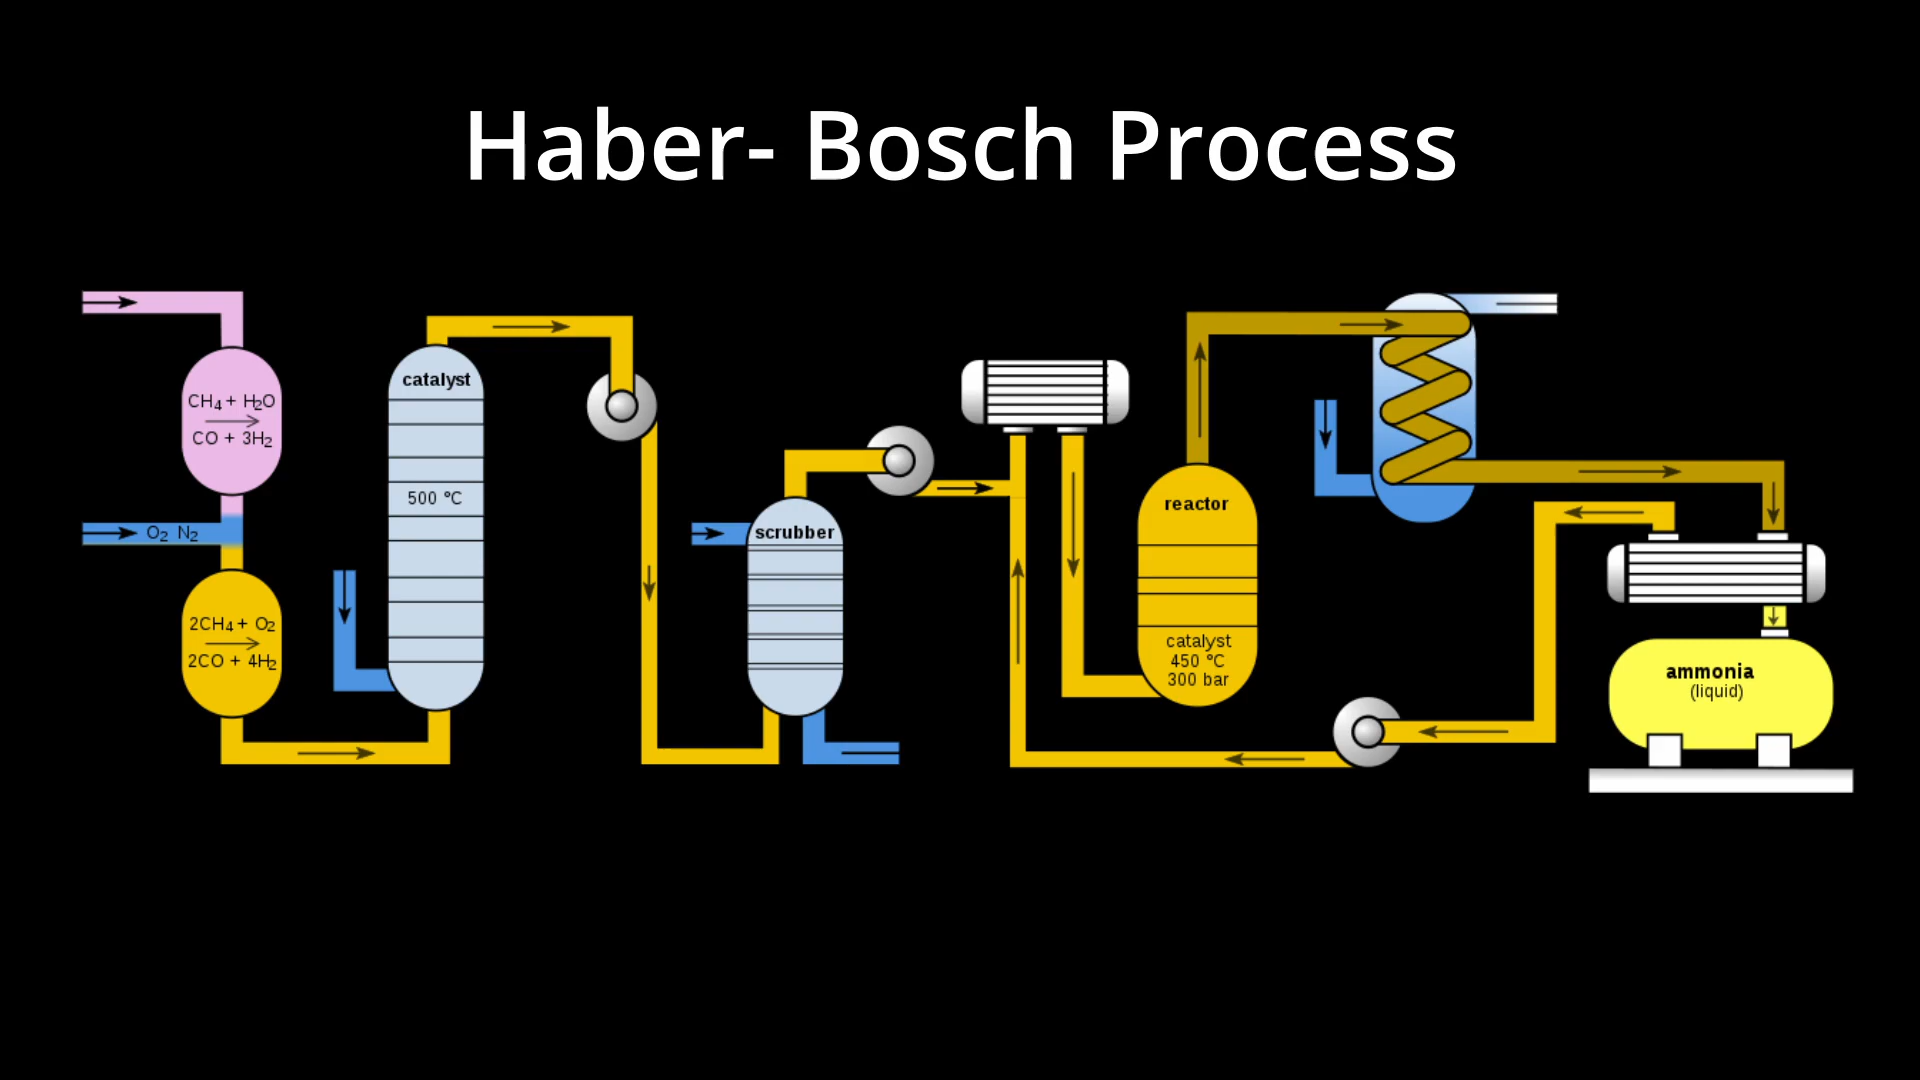 Haber- Bosch Process
CH₄ + H₂O
CO + 3H₂
O₂ N₂
2CH₄ + O₂
2CO + 4H₂
catalyst
500 °C
scrubber
reactor
catalyst
450 °C
300 bar
ammonia
(liquid)